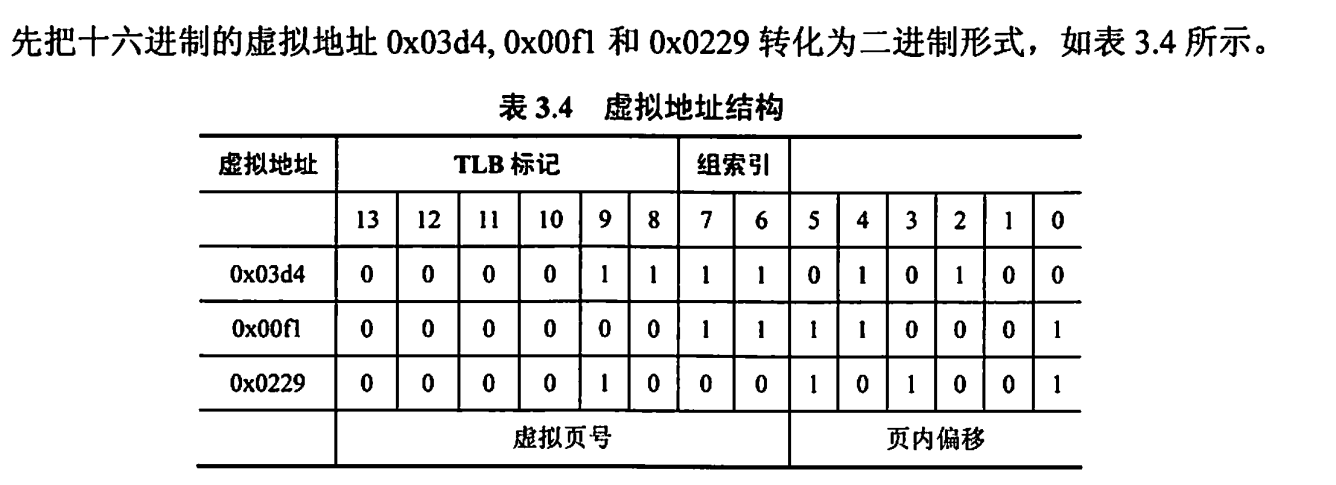 先把十六进制的虚拟地址 0x03d4, 0x00f1 和 0x0229 转化为二进制形式，如表 3.4 所示。
表 3.4 虚拟地址结构
虚拟地址 TLB 标记 组索引
13 12 11 10 9 8 7 6 5 4 3 2 1 0
0x03d4 0 0 0 0 1 1 1 1 0 1 0 1 0 0
0x00f1 0 0 0 0 0 0 1 1 1 1 0 0 0 1
0x0229 0 0 0 0 1 0 0 0 1 0 1 0 0 1
虚拟页号 页内偏移